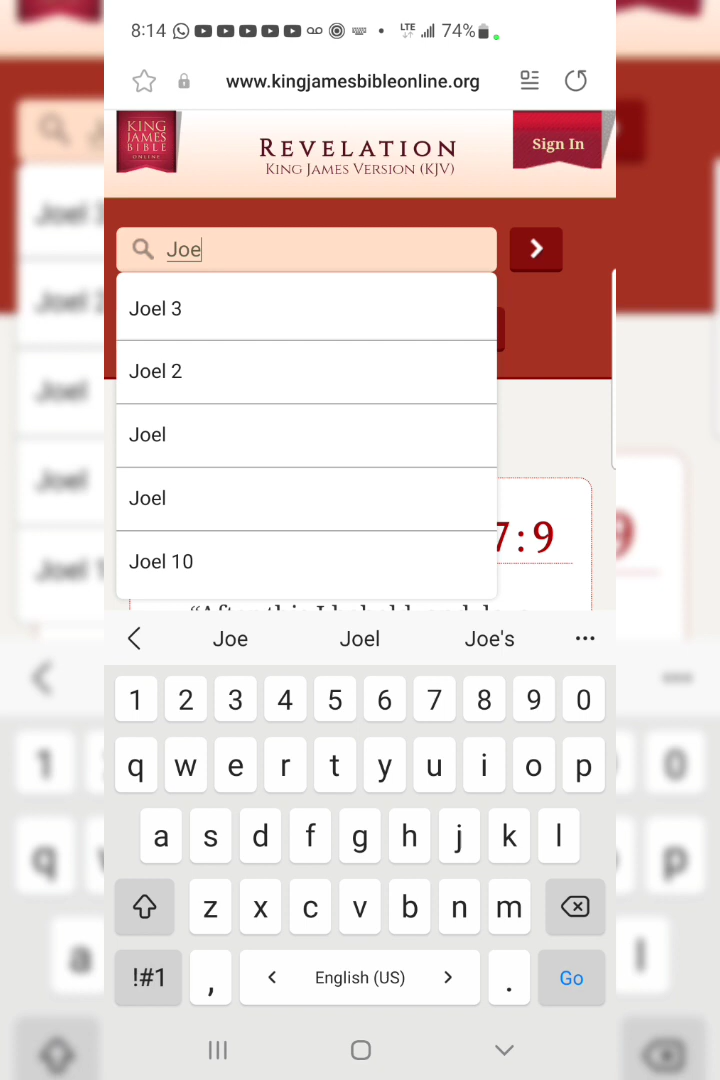 8:14 LTE 74%
www.kingjamesbibleonline.org
KING
JAMES
BIBLE
ONLINE
REVELATION
KING JAMES VERSION (KJV)
Sign In
Joe
Joel 3
Joel 2
Joel
Joel
Joel 10
7:9
Joe Joel Joe's
1 2 3 4 5 6 7 8 9 0
q w e r t y u i o p
a s d f g h j k l
z x c v b n m
!#1 , English (US) . Go